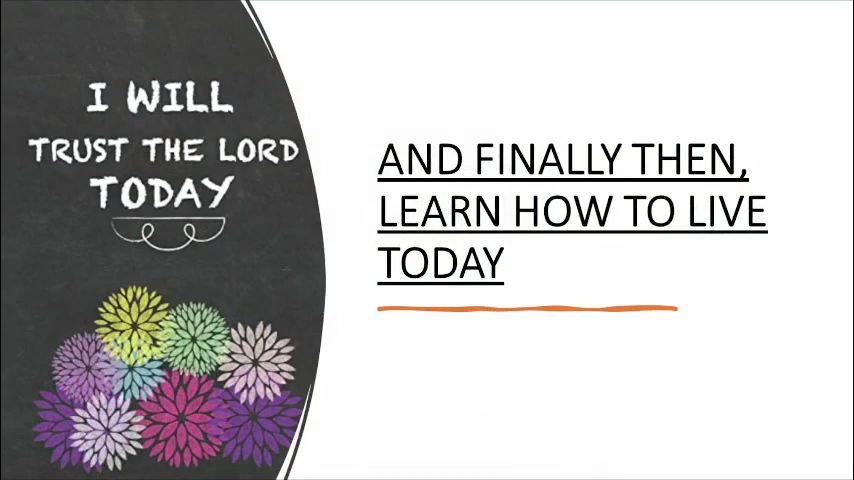 I WILL
TRUST THE LORD
TODAY
AND FINALLY THEN,
LEARN HOW TO LIVE
TODAY